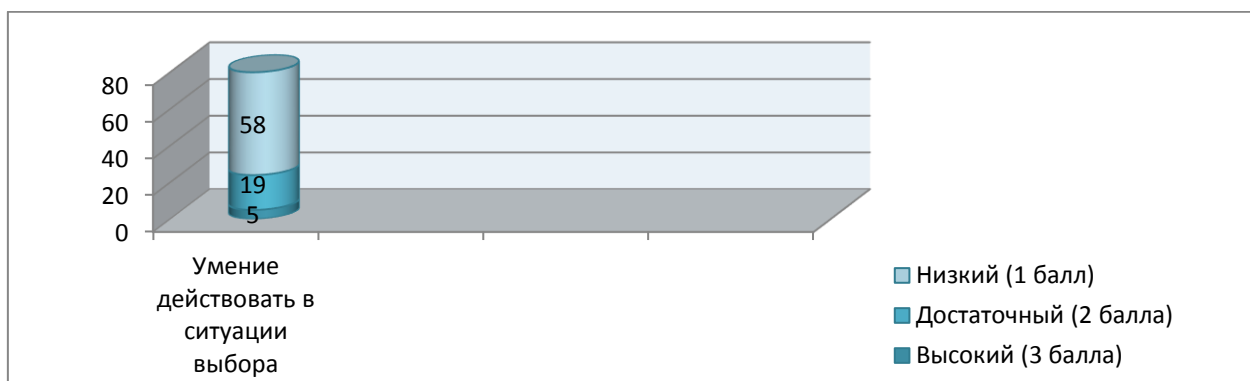 80
60
40
20
0
58
19
5
Умение
действовать в
ситуации
выбора
Низкий (1 балл)
Достаточный (2 балла)
Высокий (3 балла)